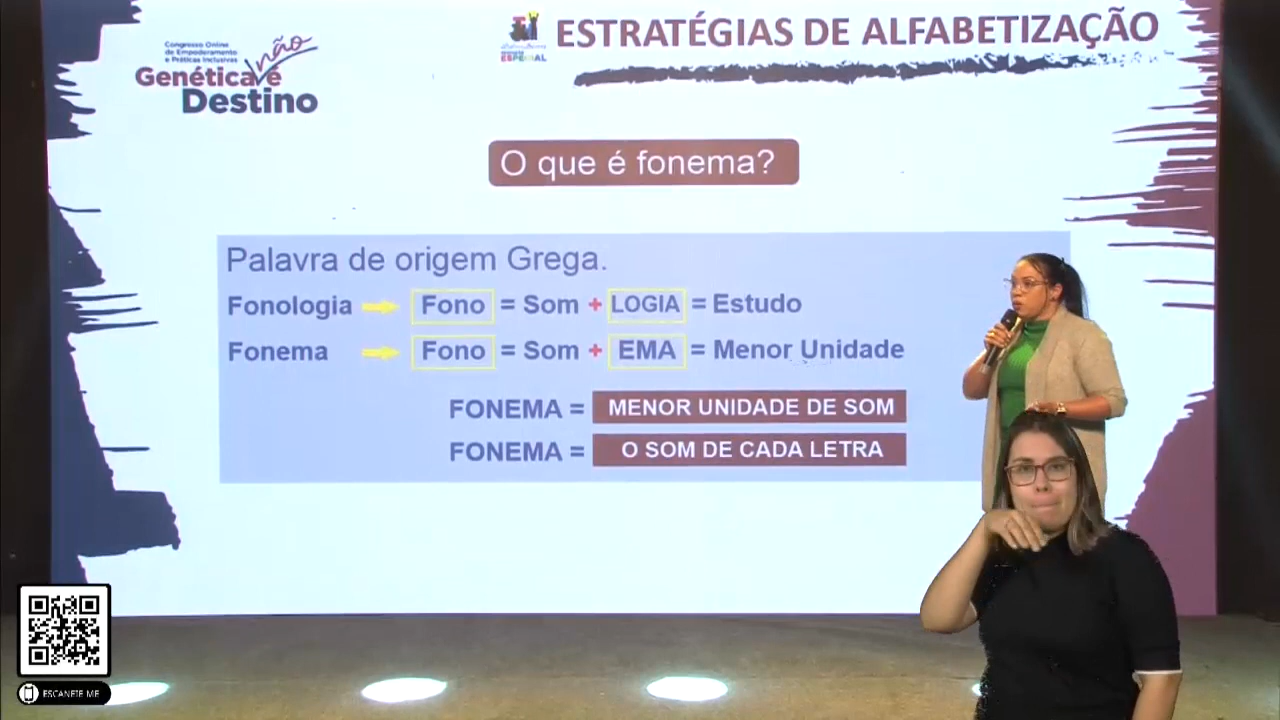 Congresso Online
de Empoderamento
e Práticas Inclusivas
Genética não é
Destino
ESPECIAL
ESTRATÉGIAS DE ALFABETIZAÇÃO
O que é fonema?
Palavra de origem Grega.
Fonologia Fono = Som + LOGIA = Estudo
Fonema Fono = Som + EMA = Menor Unidade
FONEMA = MENOR UNIDADE DE SOM
FONEMA = O SOM DE CADA LETRA
ESCANEIE ME